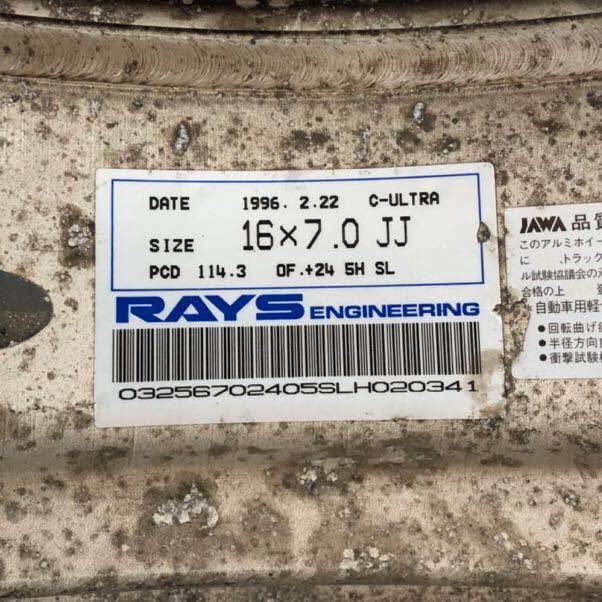 DATE 1996. 2.22 C-ULTRA
SIZE 16×7.0 JJ
PCD 114.3 OF.+24 5H SL
RAYS ENGINEERING
03256702405SLH020341
JAWA 品質
このアルミホイー
に 、トラック
ル試験協議会の
合格の上
自動車用軽
●回転曲げ
●半径方向
●衝撃試験